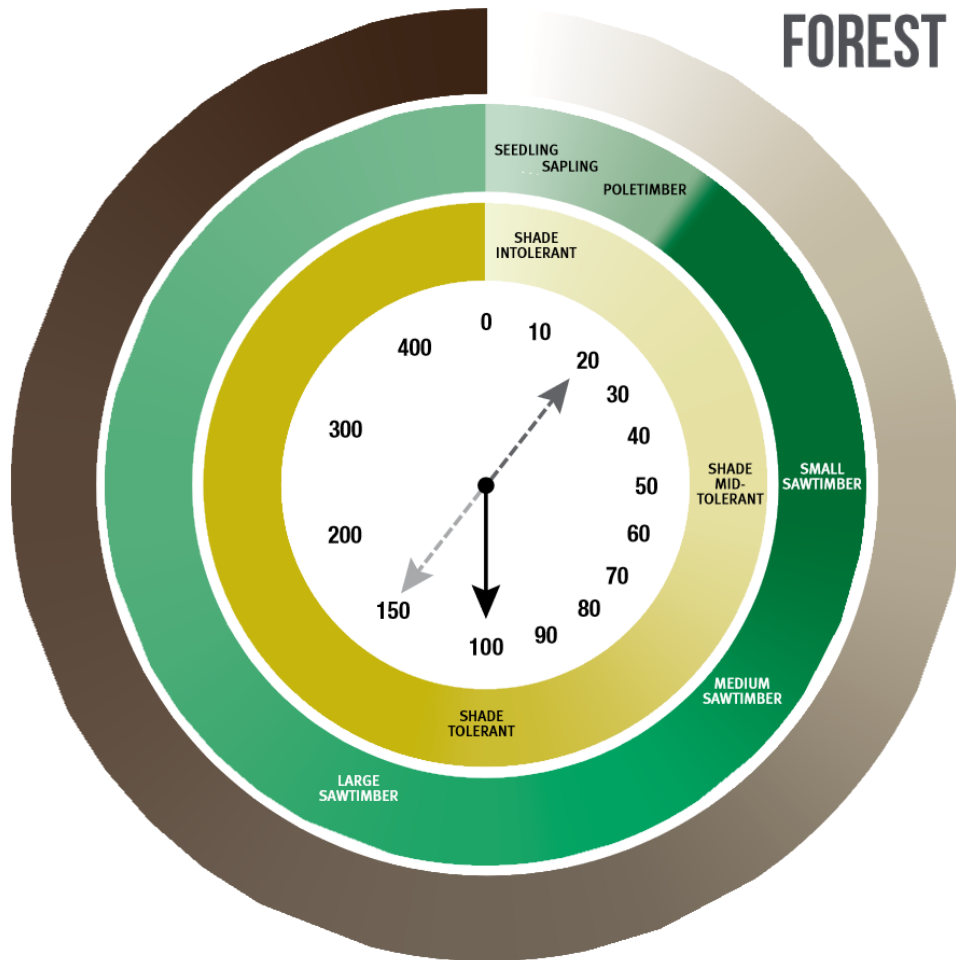 FOREST
SEEDLING
SAPLING
POLETIMBER
SHADE
INTOLERANT
0
10
20
30
40
50
60
70
80
90
100
150
200
300
400
SHADE
MID-
TOLERANT
SMALL
SAWTIMBER
MEDIUM
SAWTIMBER
SHADE
TOLERANT
LARGE
SAWTIMBER